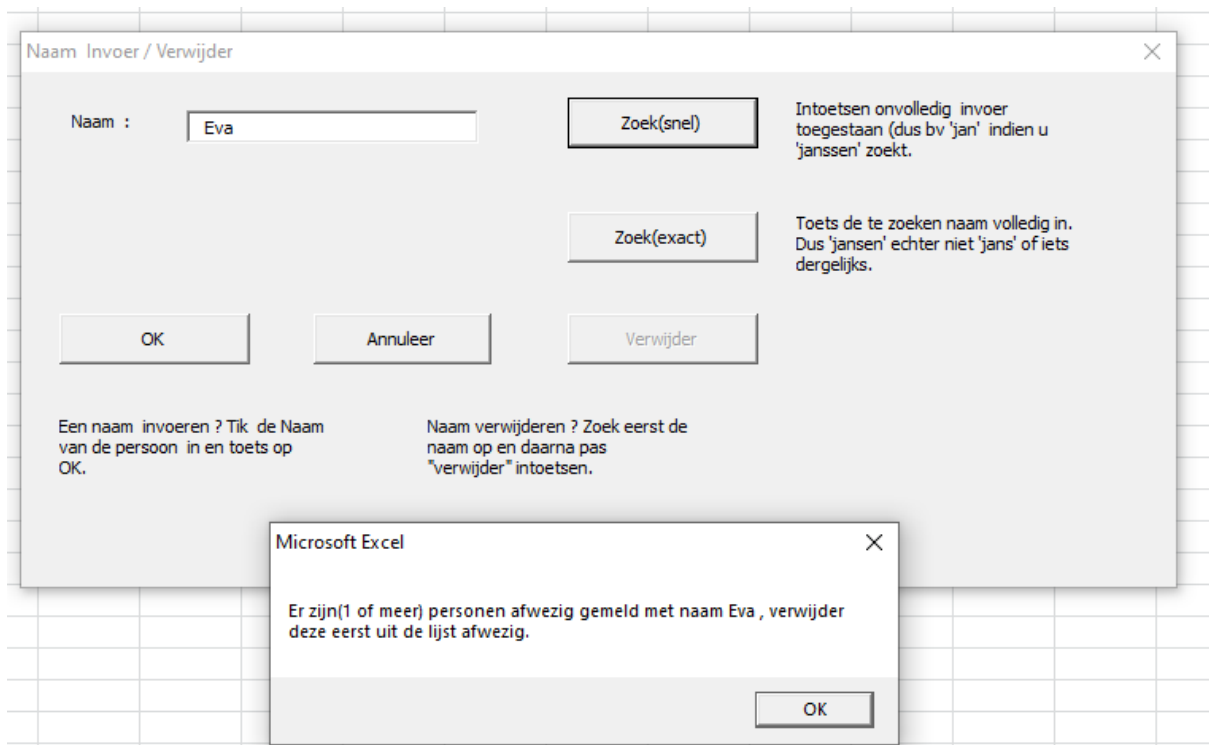 Naam Invoer / Verwijder
Naam :
Eva
Zoek(snel)
Intoetsen onvolledig invoer
toegestaan (dus bv 'jan' indien u
'janssen' zoekt.
Zoek(exact)
Toets de te zoeken naam volledig in.
Dus 'jansen' echter niet 'jans' of iets
dergelijks.
OK
Annuleer
Verwijder
Een naam invoeren ? Tik de Naam
van de persoon in en toets op
OK.
Naam verwijderen ? Zoek eerst de
naam op en daarna pas
"verwijder" intoetsen.
Microsoft Excel
Er zijn(1 of meer) personen afwezig gemeld met naam Eva , verwijder
deze eerst uit de lijst afwezig.
OK